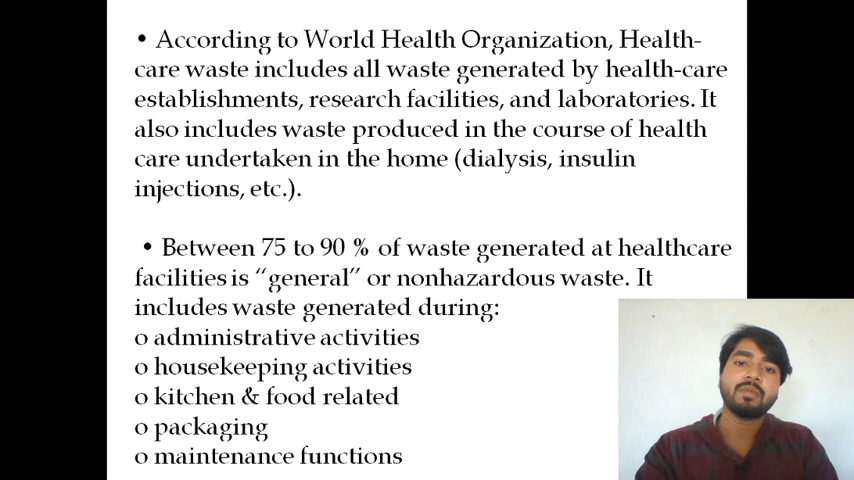 • According to World Health Organization, Health-
care waste includes all waste generated by health-care
establishments, research facilities, and laboratories. It
also includes waste produced in the course of health
care undertaken in the home (dialysis, insulin
injections, etc.).
• Between 75 to 90 % of waste generated at healthcare
facilities is “general” or nonhazardous waste. It
includes waste generated during:
o administrative activities
o housekeeping activities
o kitchen & food related
o packaging
o maintenance functions